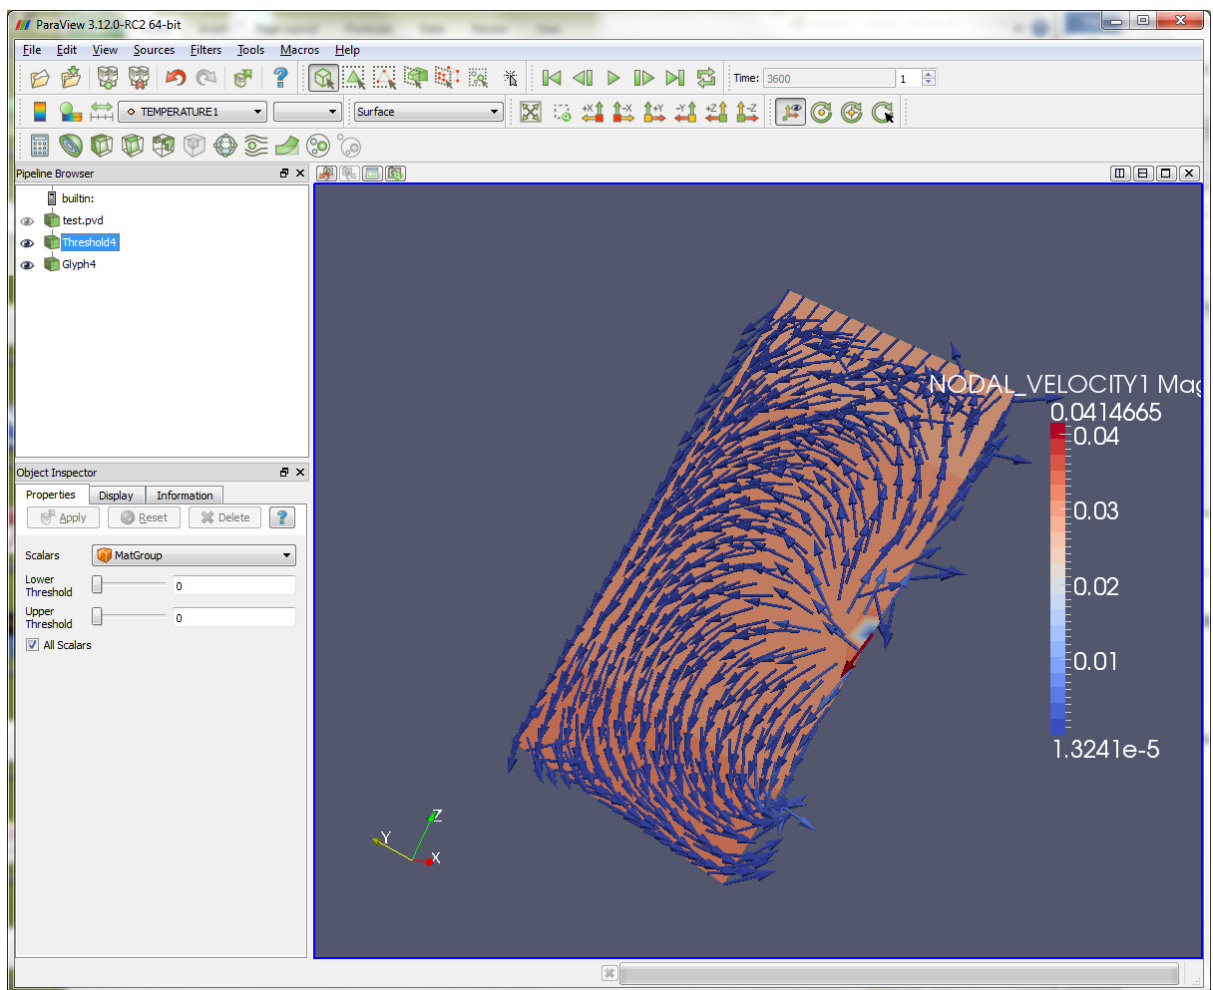 ParaView 3.12.0-RC2 64-bit
File Edit View Sources Filters Tools Macros Help
Time: 3600 1
TEMPERATURE1 Surface
+X -X +Y -Y +Z -Z
Pipeline Browser
builtin:
test.pvd
Threshold4
Glyph4
Object Inspector
Properties Display Information
Apply Reset Delete ?
Scalars MatGroup
Lower
Threshold 0
Upper
Threshold 0
All Scalars
NODAL_VELOCITY1 Mag
0.0414665
0.04
0.03
0.02
0.01
1.3241e-5
Z
Y
X